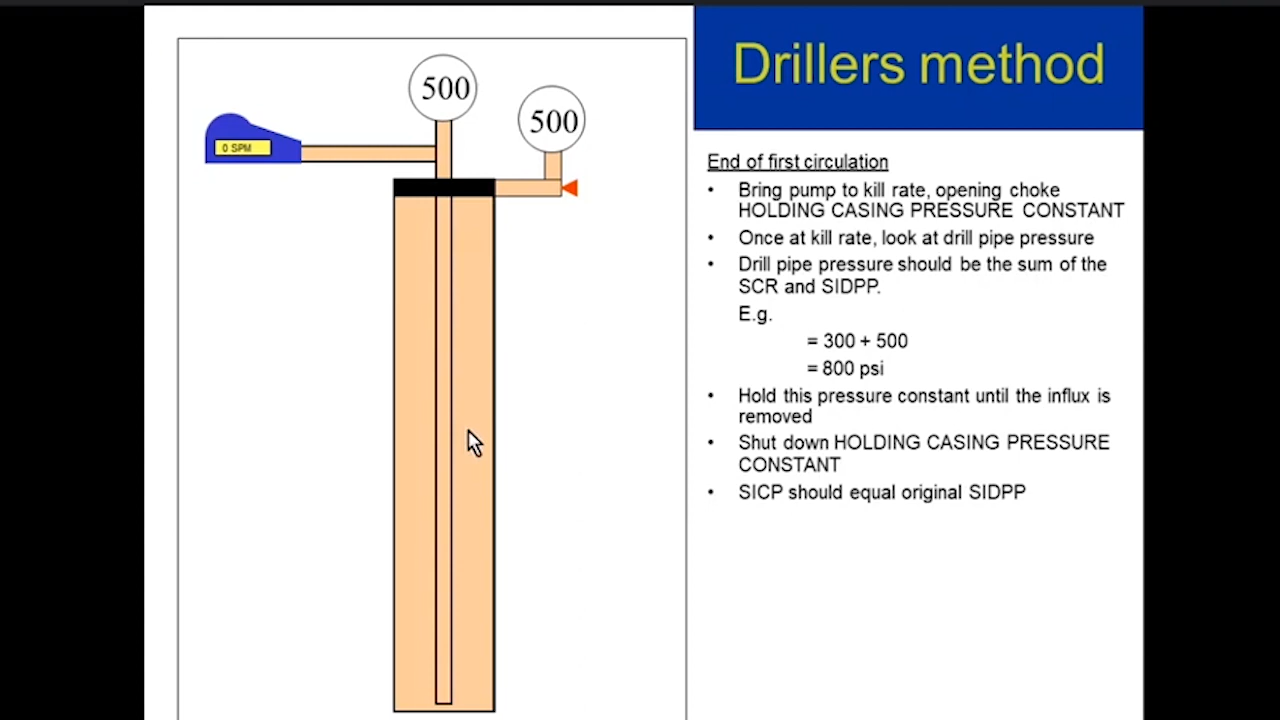 Drillers method
500
500
0 SPM
End of first circulation
• Bring pump to kill rate, opening choke
HOLDING CASING PRESSURE CONSTANT
• Once at kill rate, look at drill pipe pressure
• Drill pipe pressure should be the sum of the
SCR and SIDPP.
E.g.
= 300 + 500
= 800 psi
• Hold this pressure constant until the influx is
removed
• Shut down HOLDING CASING PRESSURE
CONSTANT
• SICP should equal original SIDPP